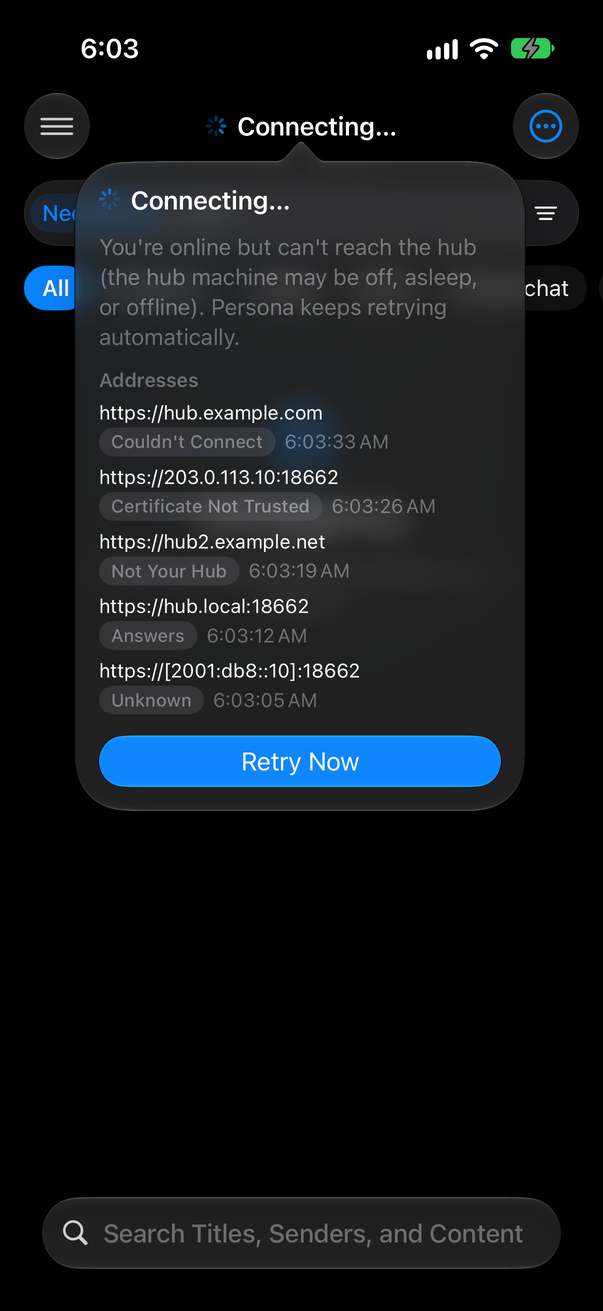 6:03
Connecting...
Connecting...
You're online but can't reach the hub
(the hub machine may be off, asleep,
or offline). Persona keeps retrying
automatically.
Addresses
https://hub.example.com
Couldn't Connect 6:03:33 AM
https://203.0.113.10:18662
Certificate Not Trusted 6:03:26 AM
https://hub2.example.net
Not Your Hub 6:03:19 AM
https://hub.local:18662
Answers 6:03:12 AM
https://[2001:db8::10]:18662
Unknown 6:03:05 AM
Retry Now
All
chat
Search Titles, Senders, and Content